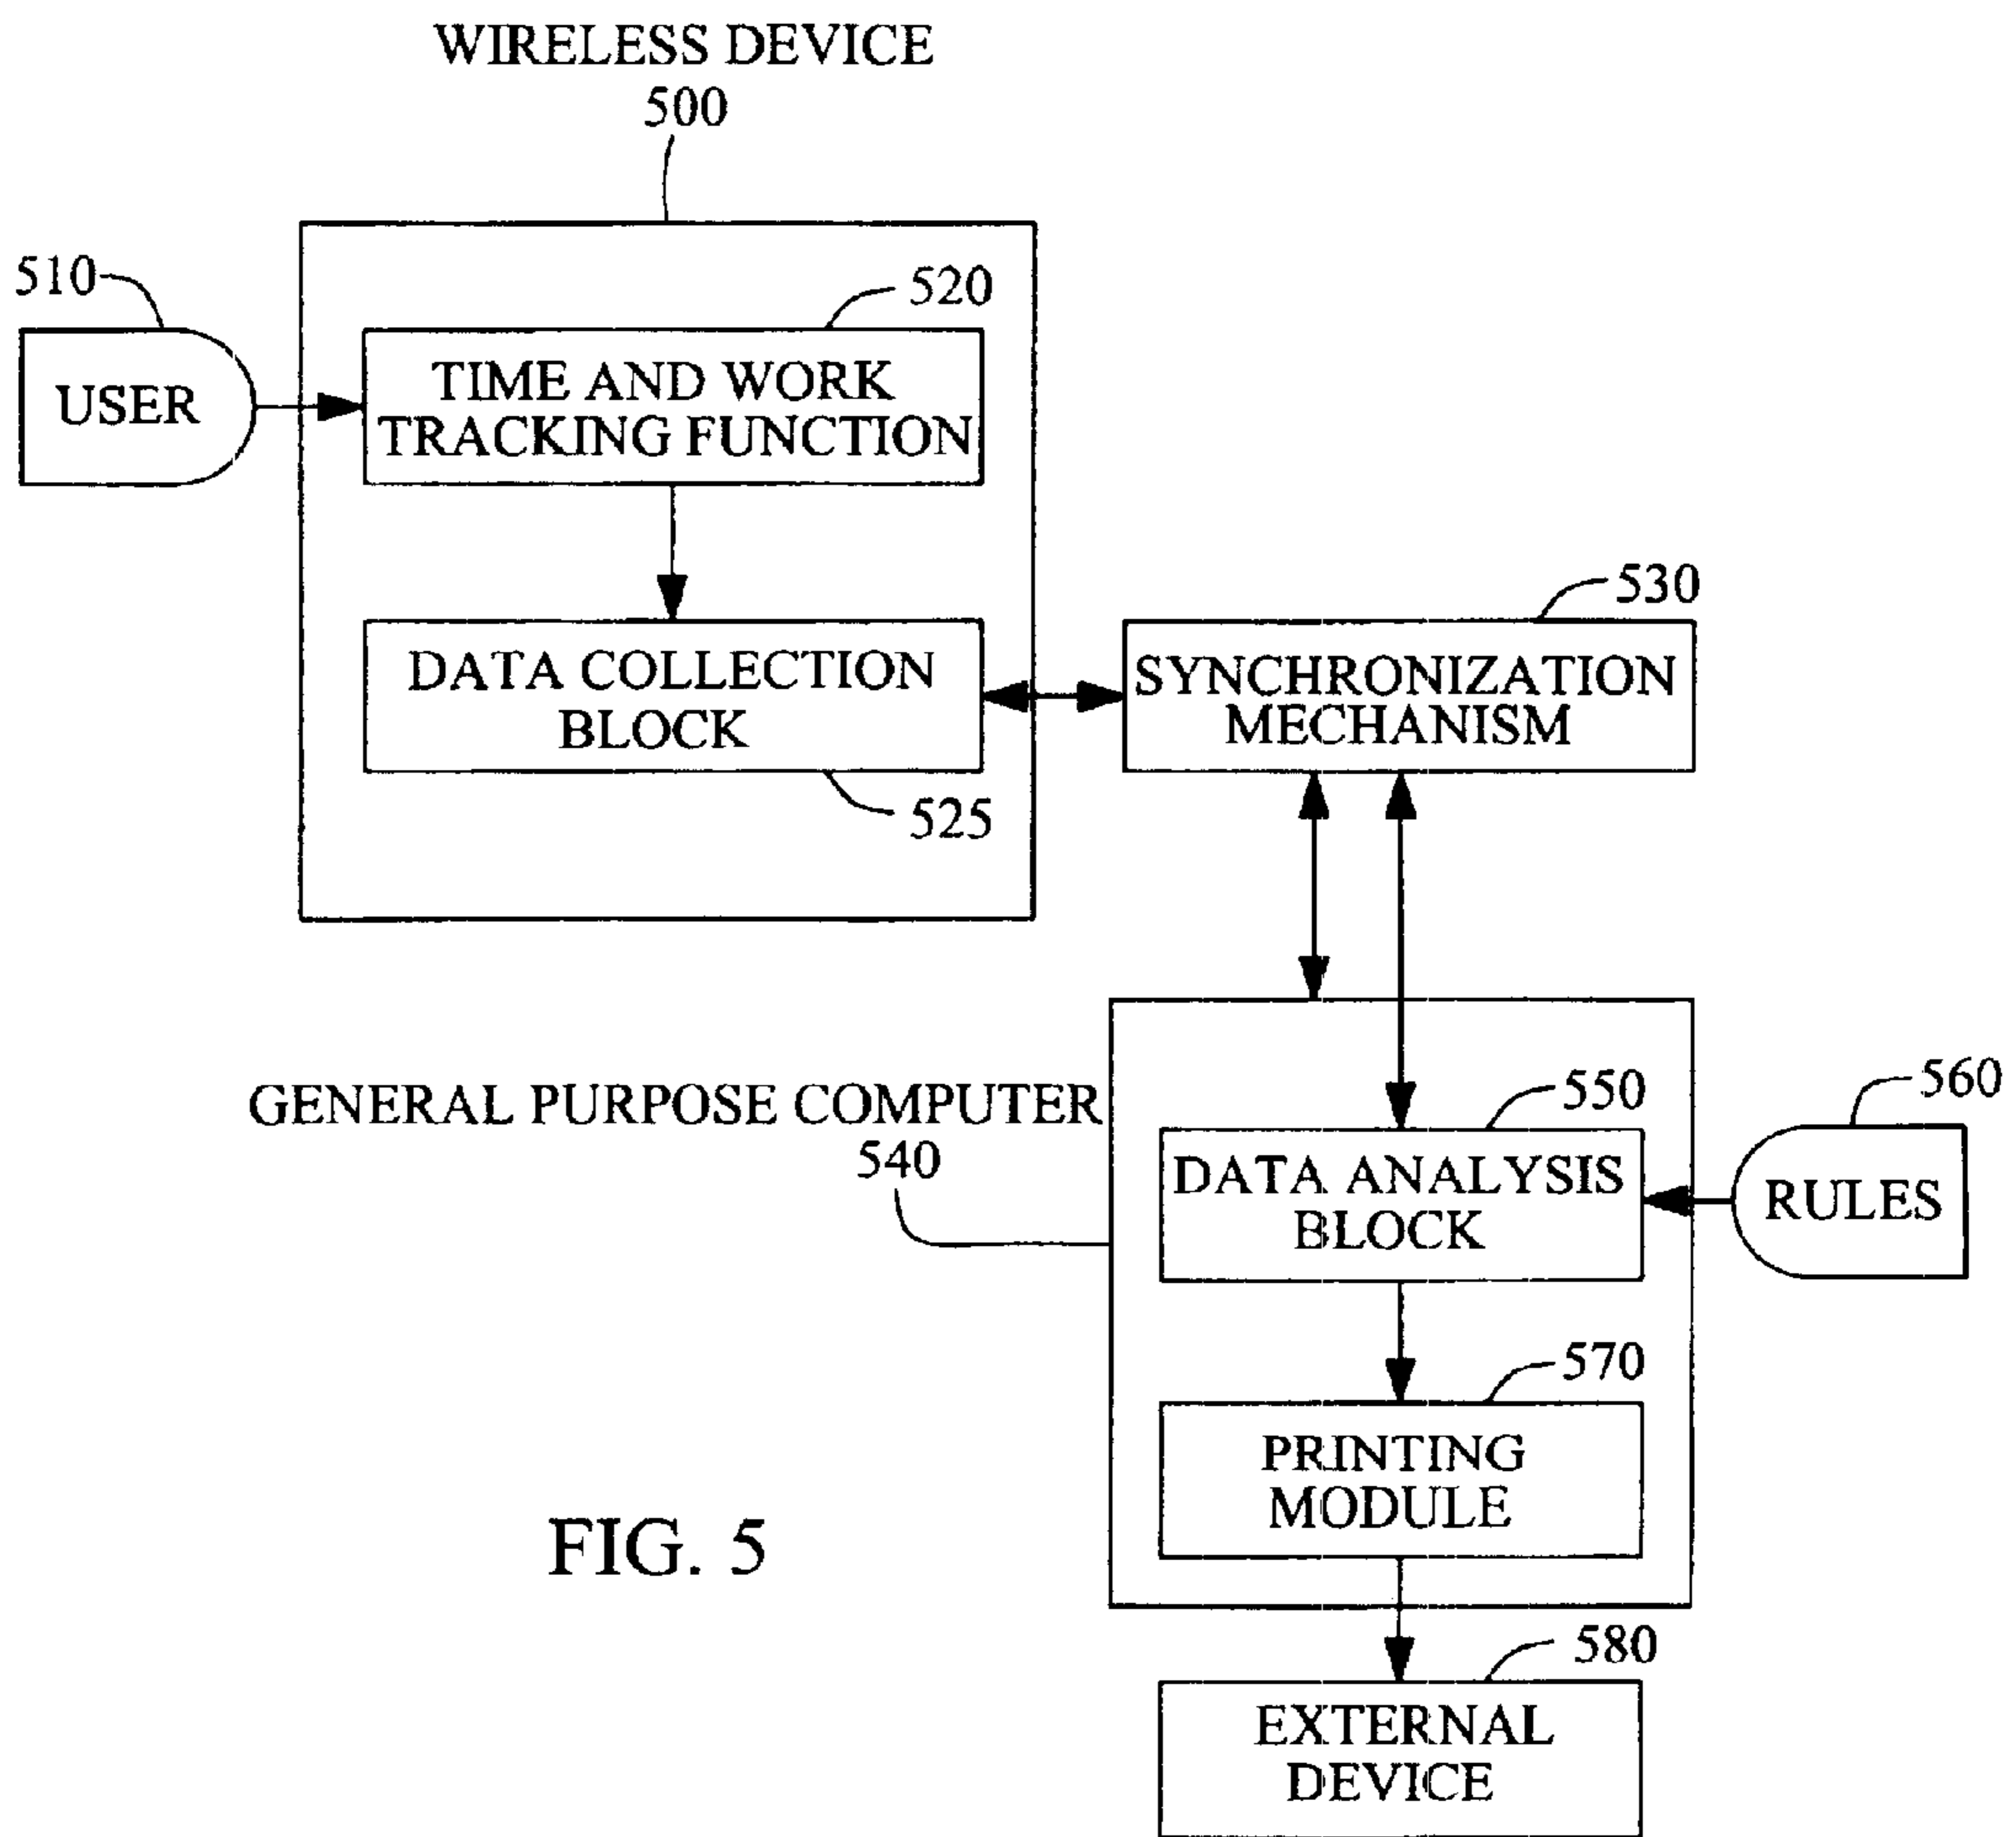 WIRELESS DEVICE
500
510
520
USER
TIME AND WORK
TRACKING FUNCTION
530
DATA COLLECTION
BLOCK
SYNCHRONIZATION
MECHANISM
525
GENERAL PURPOSE COMPUTER
540
550
560
DATA ANALYSIS
BLOCK
RULES
570
PRINTING
MODULE
FIG. 5
580
EXTERNAL
DEVICE